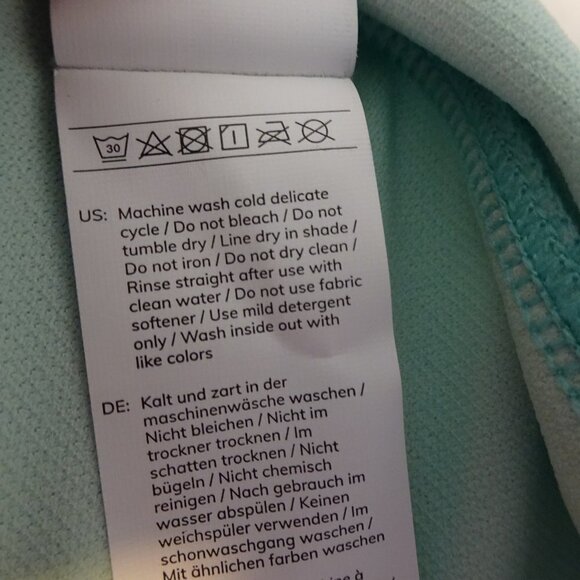 30
US: Machine wash cold delicate
cycle / Do not bleach / Do not
tumble dry / Line dry in shade /
Do not iron / Do not dry clean /
Rinse straight after use with
clean water / Do not use fabric
softener / Use mild detergent
only / Wash inside out with
like colors
DE: Kalt und zart in der
maschinenwäsche waschen /
Nicht bleichen / Nicht im
trockner trocknen / Im
schatten trocknen / Nicht
bügeln / Nicht chemisch
reinigen / Nach gebrauch im
wasser abspülen / Keinen
weichspüler verwenden / Im
schonwaschgang waschen /
Mit ähnlichen farben waschen